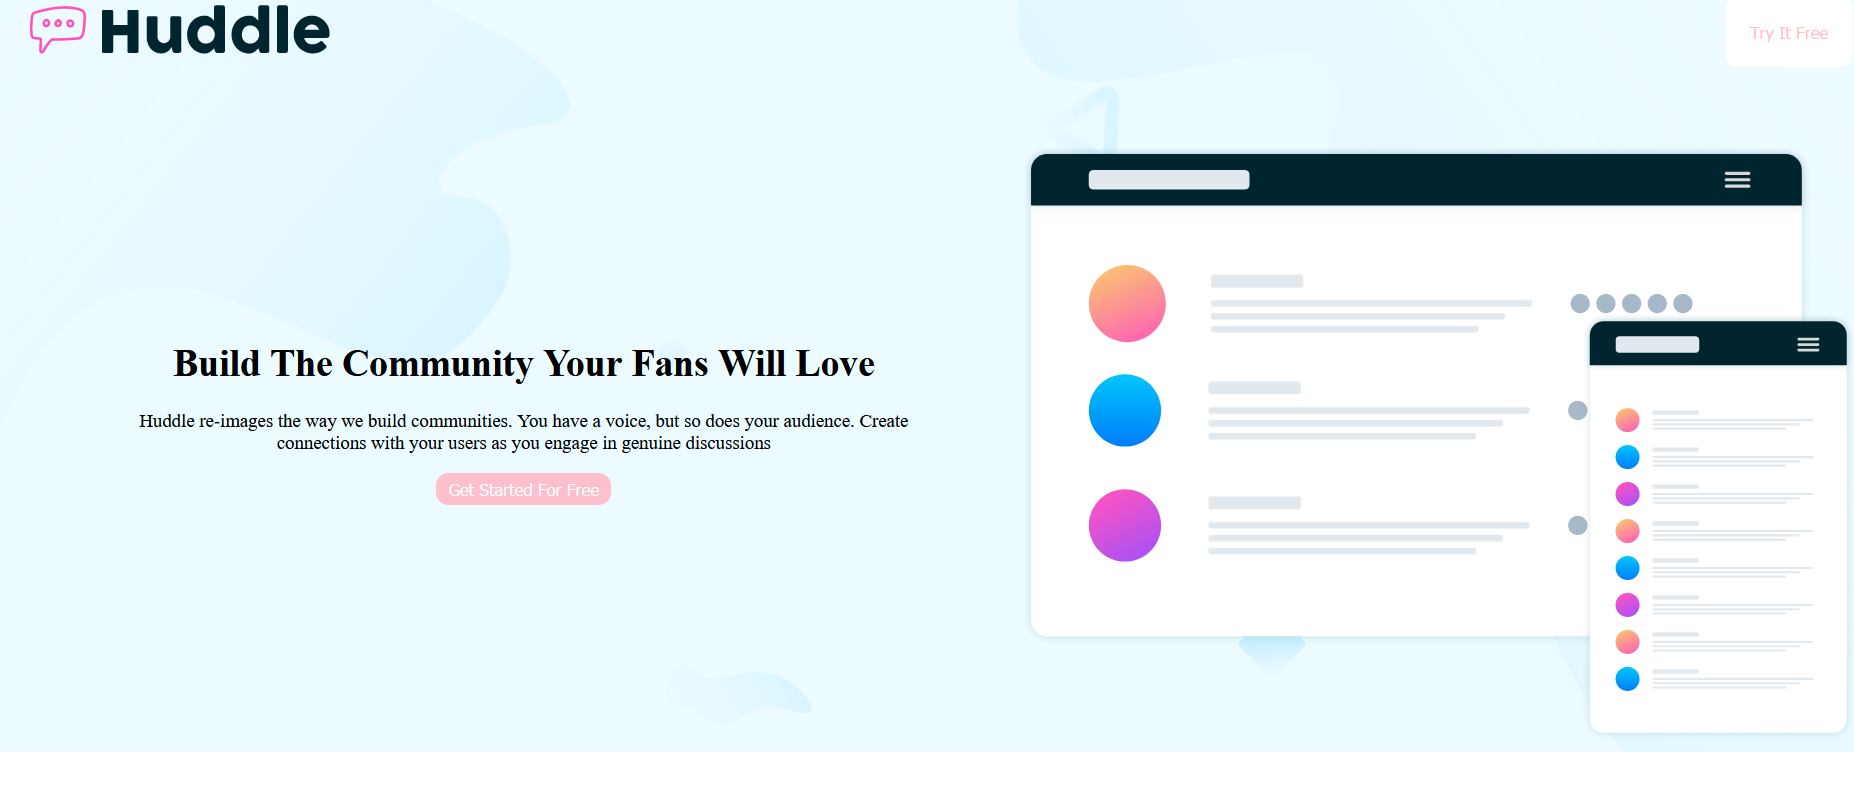 Huddle
Try It Free
Build The Community Your Fans Will Love
Huddle re-images the way we build communities. You have a voice, but so does your audience. Create
connections with your users as you engage in genuine discussions
Get Started For Free